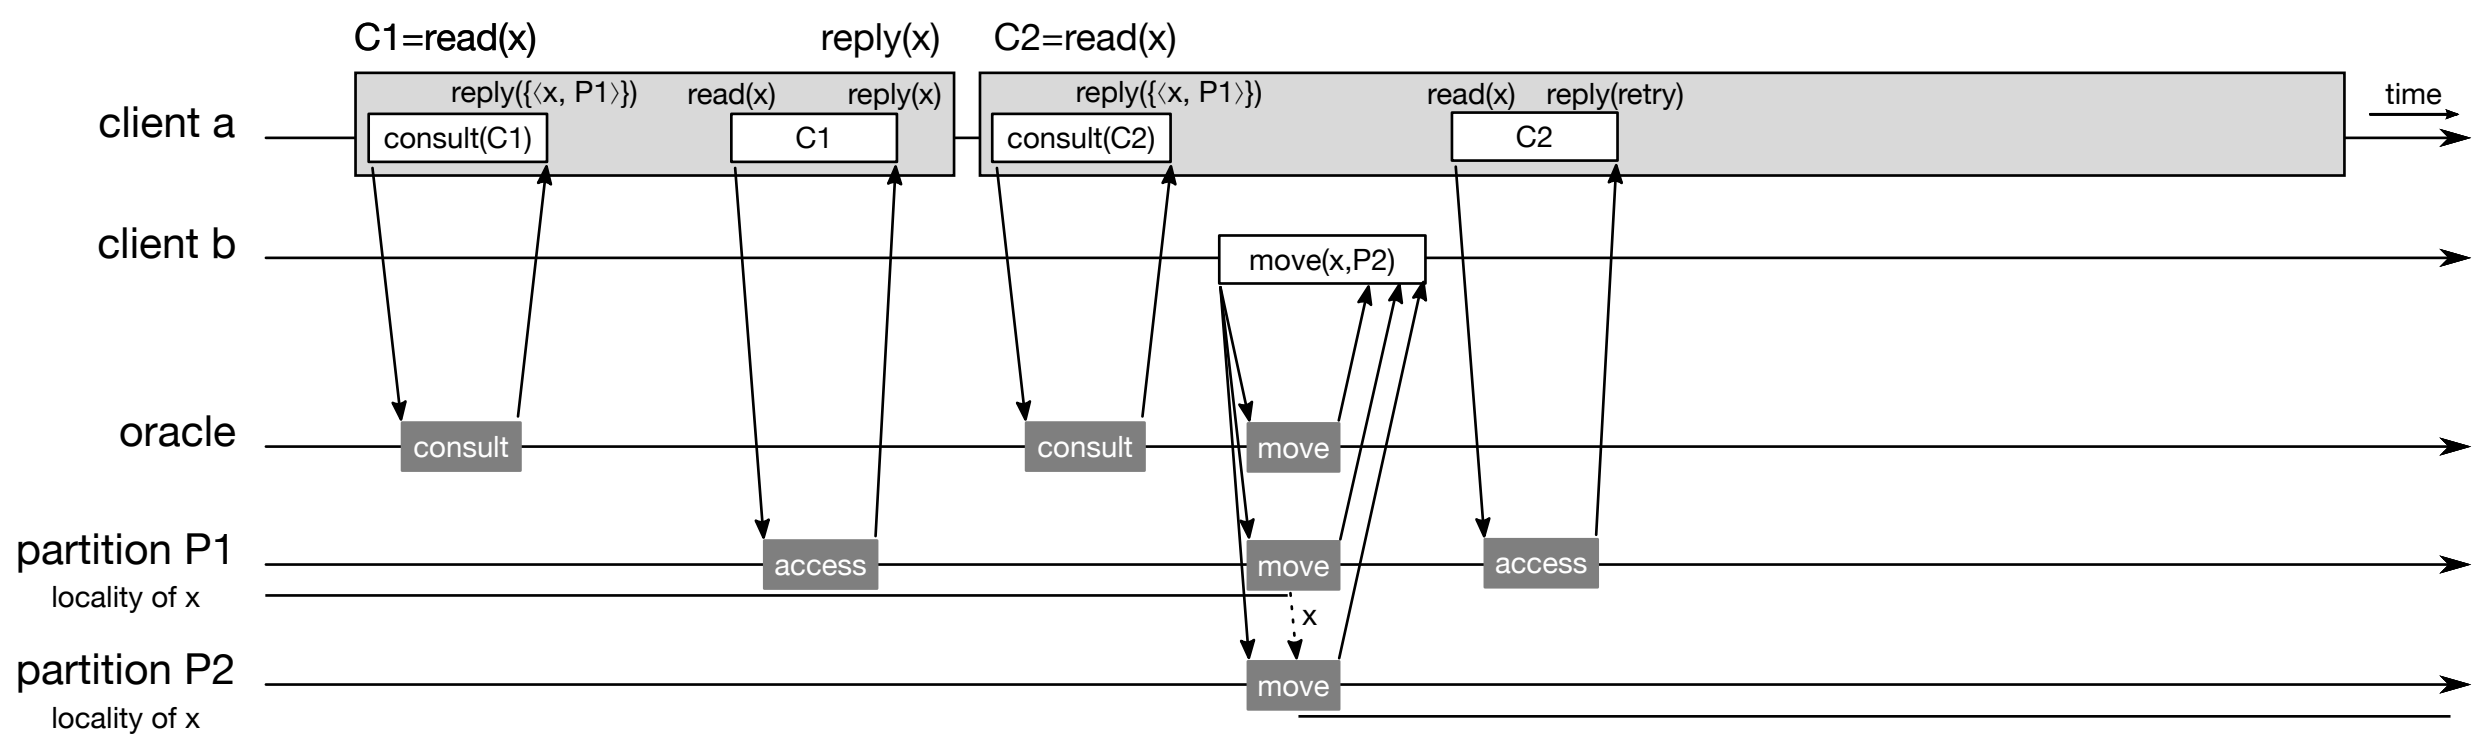 C1=read(x) reply(x) C2=read(x)
reply({⟨x, P1⟩}) read(x) reply(x) reply({⟨x, P1⟩}) read(x) reply(retry) time
client a consult(C1) C1 consult(C2) C2
client b move(x,P2)
oracle consult consult move
partition P1 access move access
locality of x x
partition P2 move
locality of x